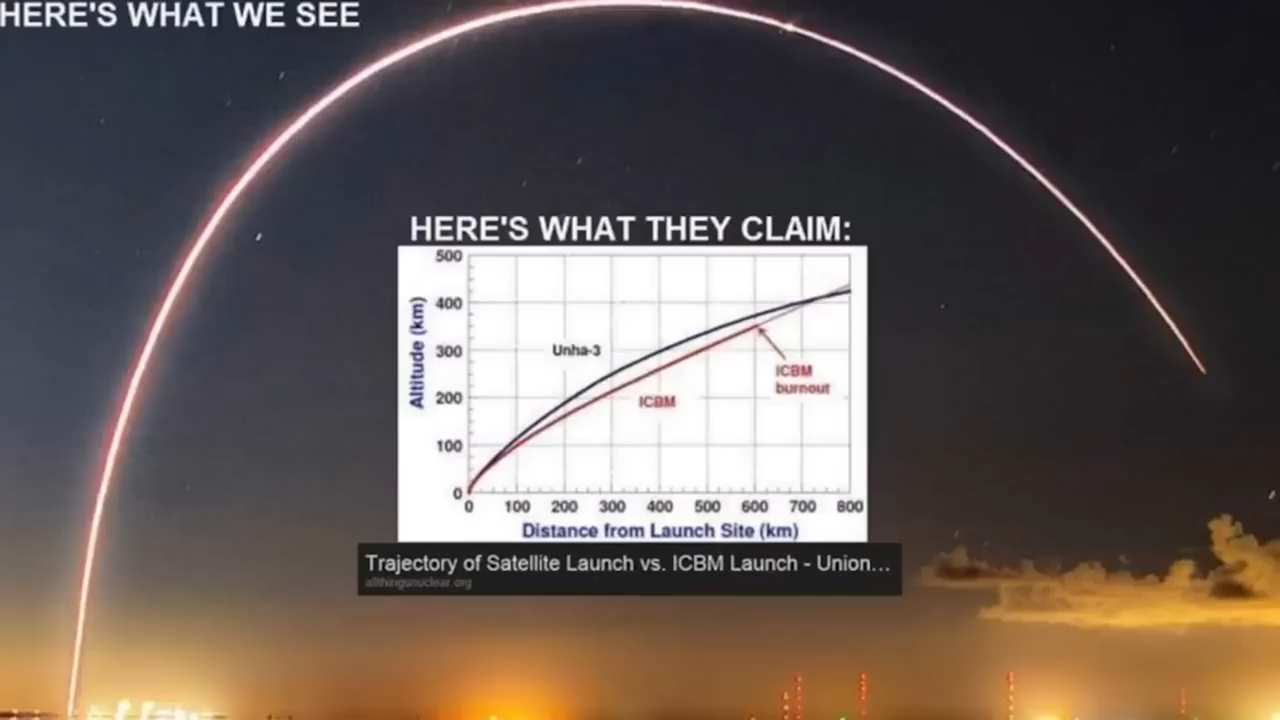 HERE'S WHAT WE SEE
HERE'S WHAT THEY CLAIM:
500
400
300
200
100
0
Altitude (km)
Unha-3
ICBM
ICBM
burnout
0 100 200 300 400 500 600 700 800
Distance from Launch Site (km)
Trajectory of Satellite Launch vs. ICBM Launch - Union...
allthingsnuclear.org